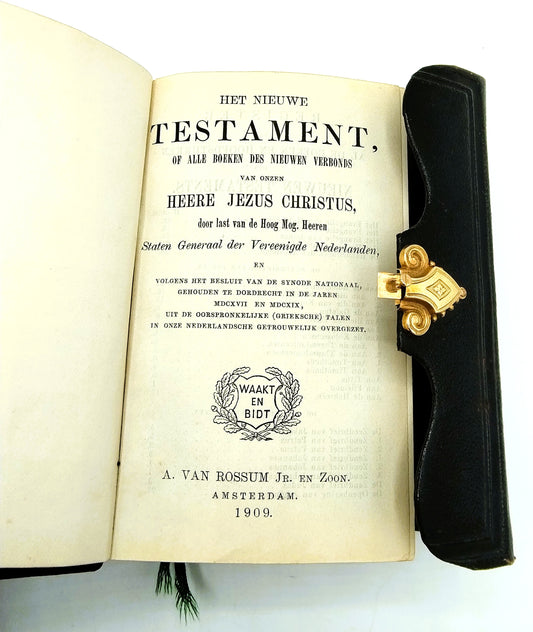 HET NIEUWE
TESTAMENT,
OF ALLE BOEKEN DES NIEUWEN VERBONDS
VAN ONZEN
HEERE JEZUS CHRISTUS,
door last van de Hoog Mog. Heeren
Staten Generaal der Vereenigde Nederlanden,
EN
VOLGENS HET BESLUIT VAN DE SYNODE NATIONAAL,
GEHOUDEN TE DORDRECHT IN DE JAREN
MDCXVII EN MDCXIX,
UIT DE OORSPRONKELIJKE (GRIEKSCHE) TALEN
IN ONZE NEDERLANDSCHE GETROUWELIJK OVERGEZET.
WAAKT
EN
BIDT
A. VAN ROSSUM JR. EN ZOON.
AMSTERDAM.
1909.